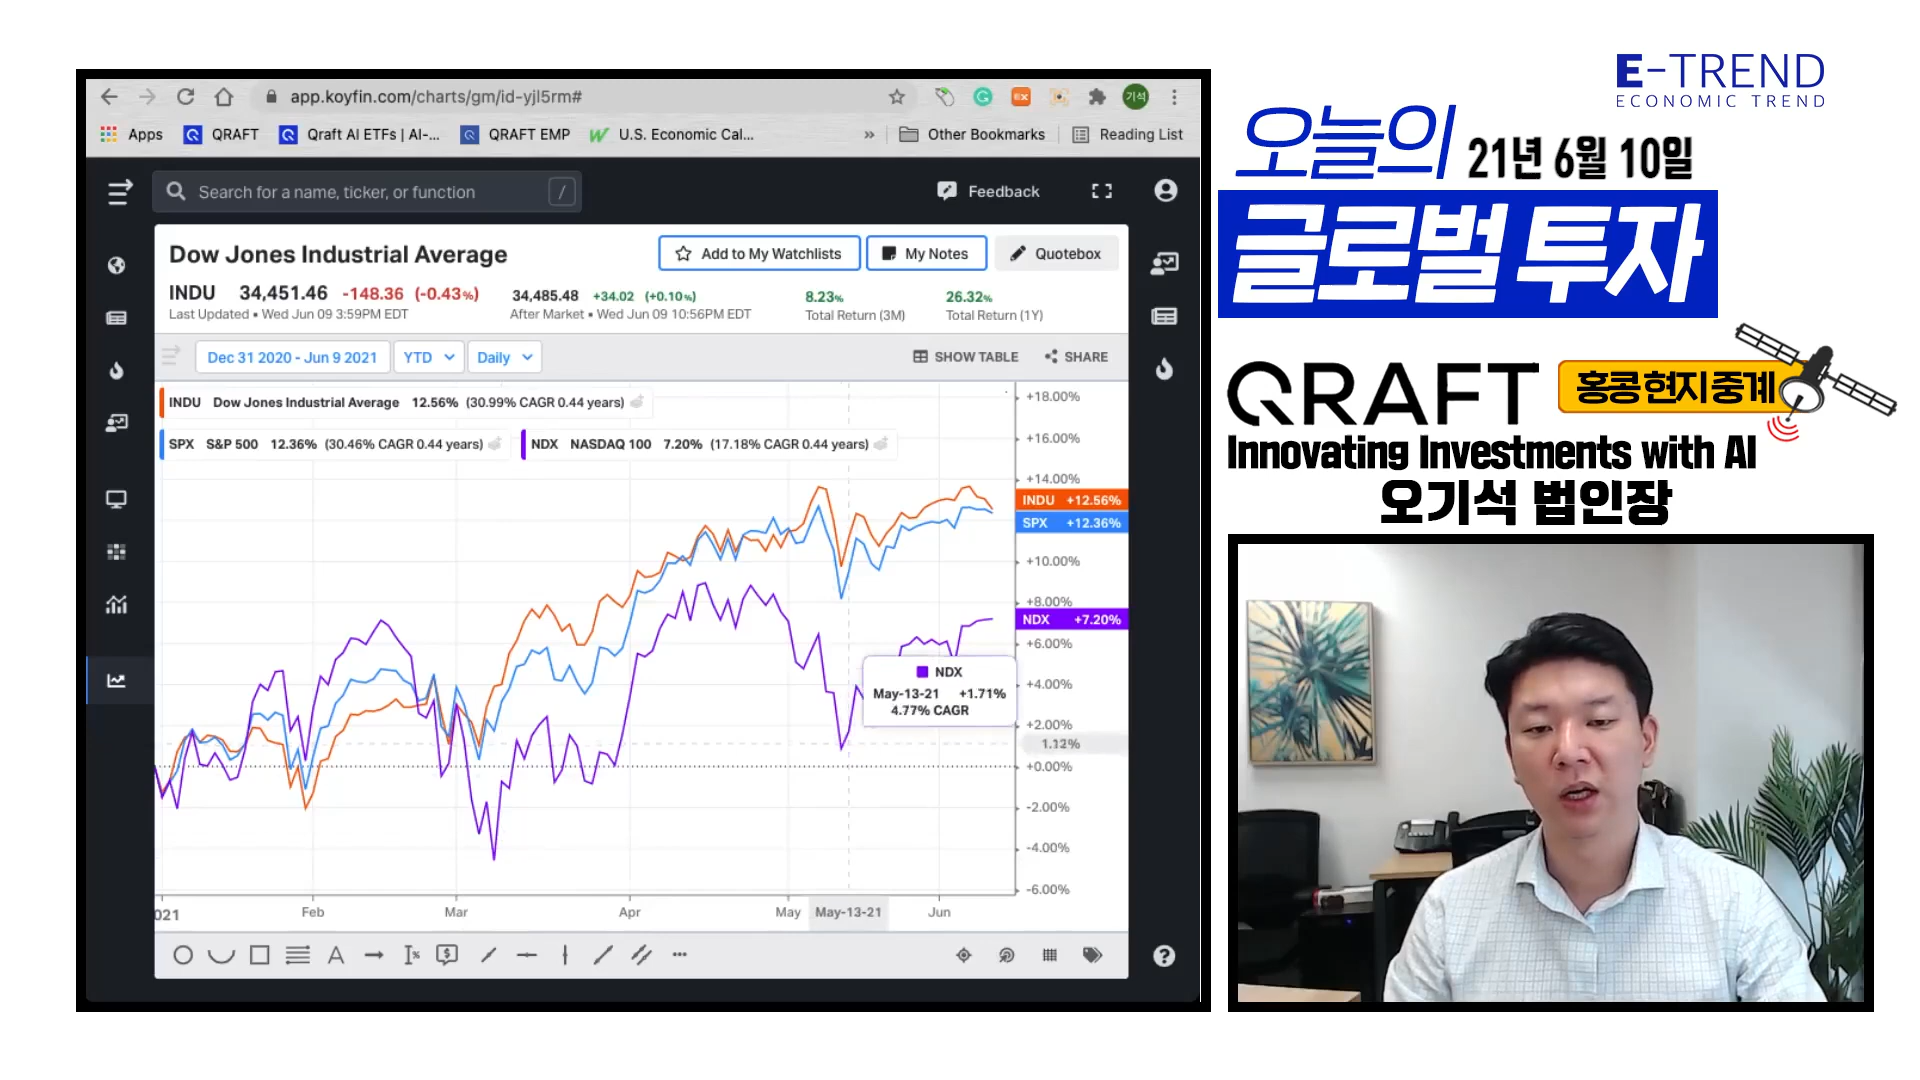 app.koyfin.com/charts/gm/id-yjl5rm#
기석
Apps QRAFT Qraft AI ETFs | AI-... QRAFT EMP U.S. Economic Cal... » Other Bookmarks Reading List
Search for a name, ticker, or function /
Feedback
Dow Jones Industrial Average
Add to My Watchlists My Notes Quotebox
INDU 34,451.46 -148.36 (-0.43%)
Last Updated • Wed Jun 09 3:59PM EDT
34,485.48 +34.02 (+0.10%)
After Market • Wed Jun 09 10:56PM EDT
8.23%
Total Return (3M)
26.32%
Total Return (1Y)
Dec 31 2020 - Jun 9 2021 YTD Daily SHOW TABLE SHARE
INDU Dow Jones Industrial Average 12.56% (30.99% CAGR 0.44 years)
SPX S&P 500 12.36% (30.46% CAGR 0.44 years) NDX NASDAQ 100 7.20% (17.18% CAGR 0.44 years)
+18.00%
+16.00%
+14.00%
INDU +12.56%
SPX +12.36%
+10.00%
+8.00%
NDX +7.20%
+6.00%
+4.00%
+2.00%
1.12%
+0.00%
-2.00%
-4.00%
-6.00%
NDX
May-13-21 +1.71%
4.77% CAGR
021 Feb Mar Apr May May-13-21 Jun
E-TREND
ECONOMIC TREND
오늘의 21년 6월 10일
글로벌 투자
QRAFT 홍콩 현지 중계
Innovating Investments with AI
오기석 법인장